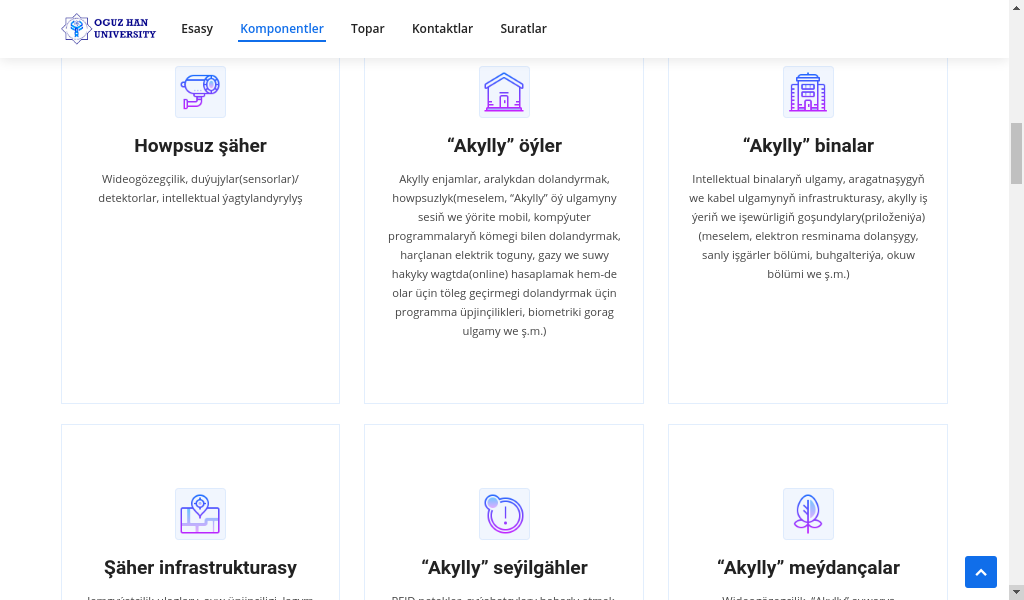 OGUZ HAN
UNIVERSITY
Esasy
Komponentler
Topar
Kontaktlar
Suratlar
Howpsuz şäher
Wideogözegçilik, duýujylar(sensorlar)/
detektorlar, intellektual ýagtylandyrylyş
“Akylly” öýler
Akylly enjamlar, aralykdan dolandyrmak,
howpsuzlyk(meselem, “Akylly” öý ulgamyny
sesiň we ýörite mobil, kompýuter
programmalaryň kömegi bilen dolandyrmak,
harçlanan elektrik toguny, gazy we suwy
hakyky wagtda(online) hasaplamak hem-de
olar üçin töleg geçirmegi dolandyrmak üçin
programma üpjinçilikleri, biometriki gorag
ulgamy we ş.m.)
“Akylly” binalar
Intellektual binalaryň ulgamy, aragatnaşygyň
we kabel ulgamynyň infrastrukturasy, akylly iş
ýeriň we işewürligiň goşundylary(priloženiýa)
(meselem, elektron resminama dolanşygy,
sanly işgärler bölümi, buhgalteriýa, okuw
bölümi we ş.m.)
Şäher infrastrukturasy
“Akylly” seýilgähler
“Akylly” meýdançalar